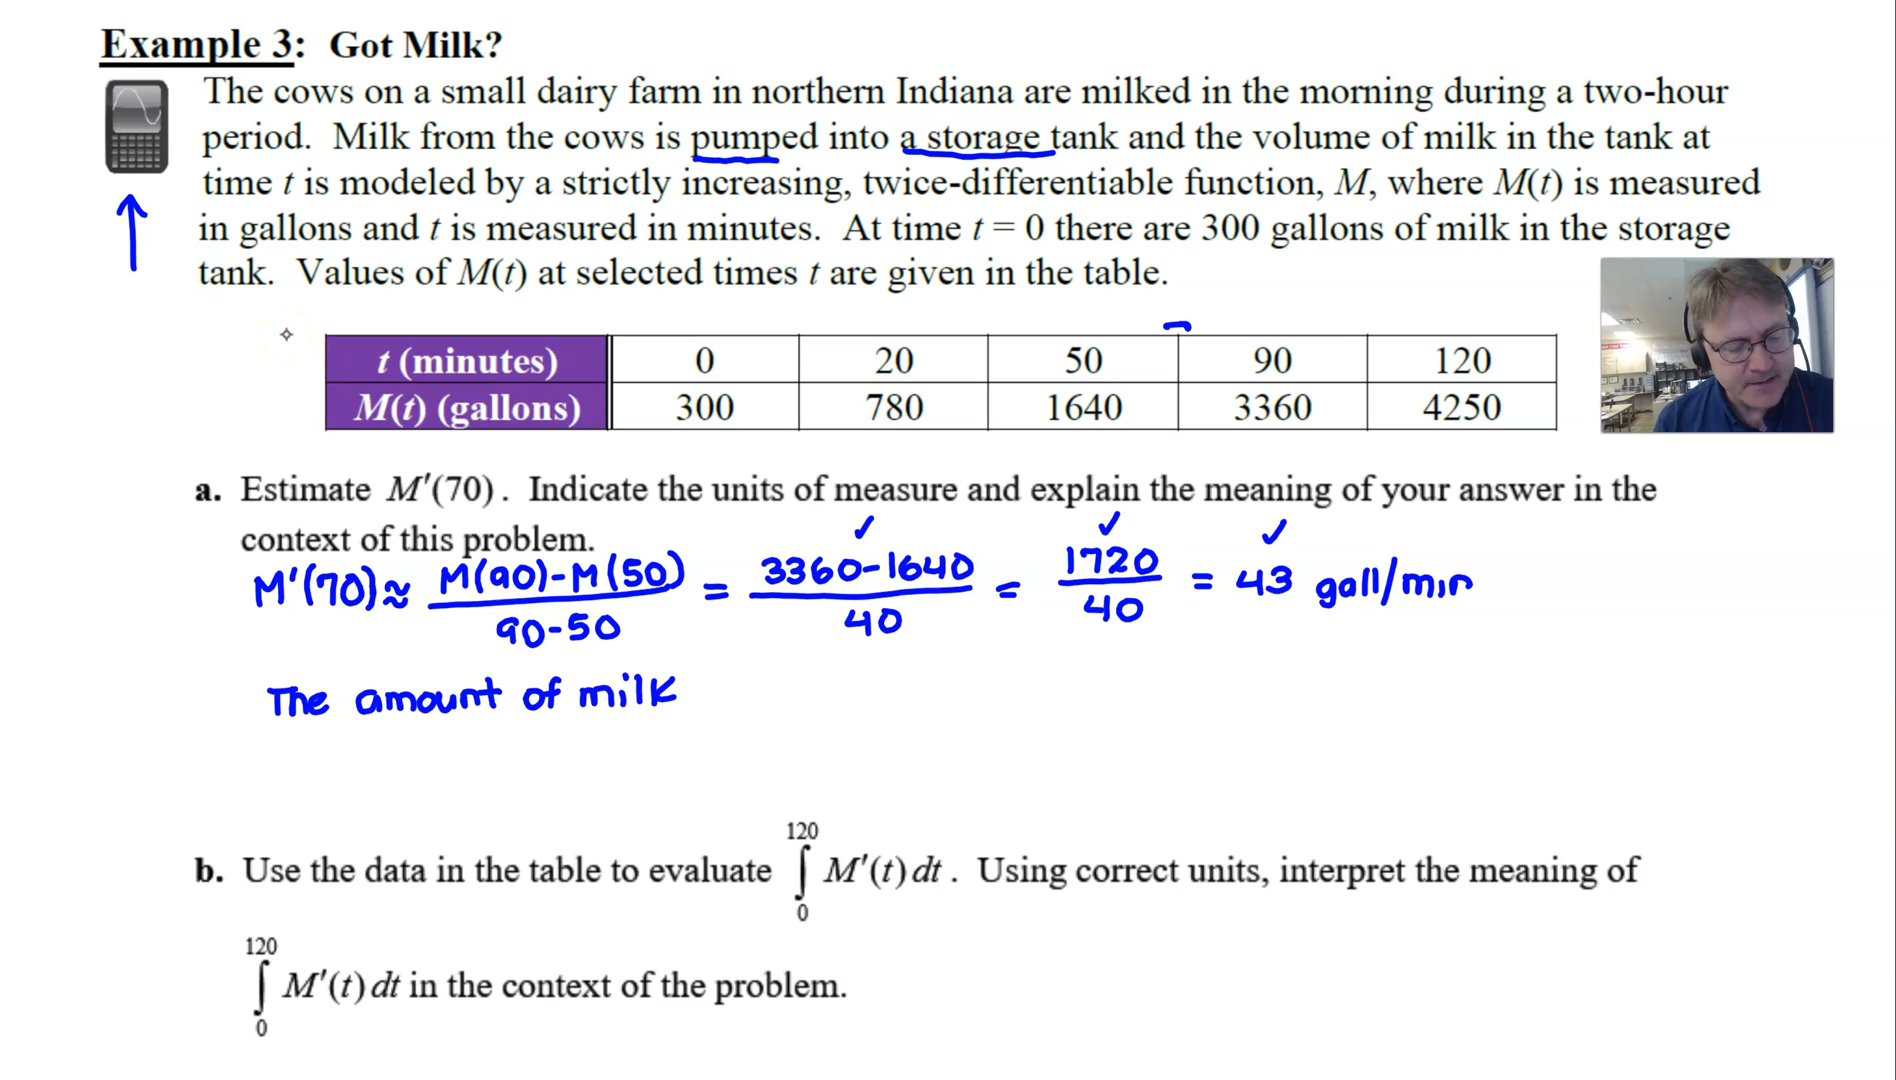 Example 3: Got Milk?
The cows on a small dairy farm in northern Indiana are milked in the morning during a two-hour
period. Milk from the cows is pumped into a storage tank and the volume of milk in the tank at
time t is modeled by a strictly increasing, twice-differentiable function, M, where M(t) is measured
in gallons and t is measured in minutes. At time t = 0 there are 300 gallons of milk in the storage
tank. Values of M(t) at selected times t are given in the table.
t (minutes) 0 20 50 90 120
M(t) (gallons) 300 780 1640 3360 4250
a. Estimate M′(70). Indicate the units of measure and explain the meaning of your answer in the
context of this problem.
M'(70) ≈ M(90)-M(50) / 90-50 = 3360-1640 / 40 = 1720 / 40 = 43 gall/min
The amount of milk
b. Use the data in the table to evaluate ∫₀¹²⁰ M′(t) dt. Using correct units, interpret the meaning of
∫₀¹²⁰ M′(t) dt in the context of the problem.